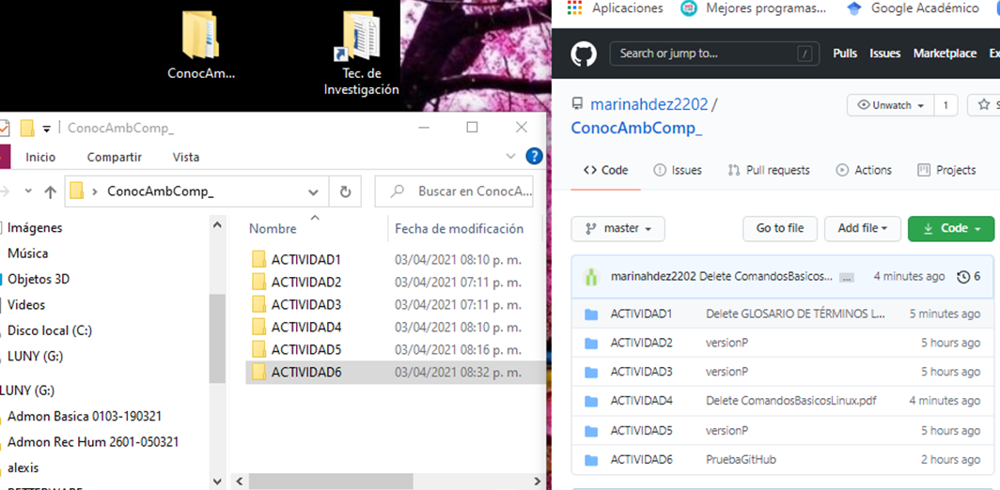 ConocAm...
Tec. de
Investigación
ConocAmbComp_
Inicio Compartir Vista
ConocAmbComp_ Buscar en ConocA...
Nombre Fecha de modificación
Imágenes
Música
Objetos 3D
Videos
Disco local (C:)
LUNY (G:)
LUNY (G:)
Admon Basica 0103-190321
Admon Rec Hum 2601-050321
alexis
ACTIVIDAD1 03/04/2021 08:10 p. m.
ACTIVIDAD2 03/04/2021 07:11 p. m.
ACTIVIDAD3 03/04/2021 07:11 p. m.
ACTIVIDAD4 03/04/2021 08:10 p. m.
ACTIVIDAD5 03/04/2021 08:16 p. m.
ACTIVIDAD6 03/04/2021 08:32 p. m.
Aplicaciones Mejores programas... Google Académico
Search or jump to... / Pulls Issues Marketplace Ex
marinahdez2202 /
ConocAmbComp_
Unwatch 1 S
Code Issues Pull requests Actions Projects
master Go to file Add file Code
marinahdez2202 Delete ComandosBasicos... ... 4 minutes ago 6
ACTIVIDAD1 Delete GLOSARIO DE TÉRMINOS L... 5 minutes ago
ACTIVIDAD2 versionP 5 hours ago
ACTIVIDAD3 versionP 5 hours ago
ACTIVIDAD4 Delete ComandosBasicosLinux.pdf 4 minutes ago
ACTIVIDAD5 versionP 5 hours ago
ACTIVIDAD6 PruebaGitHub 2 hours ago